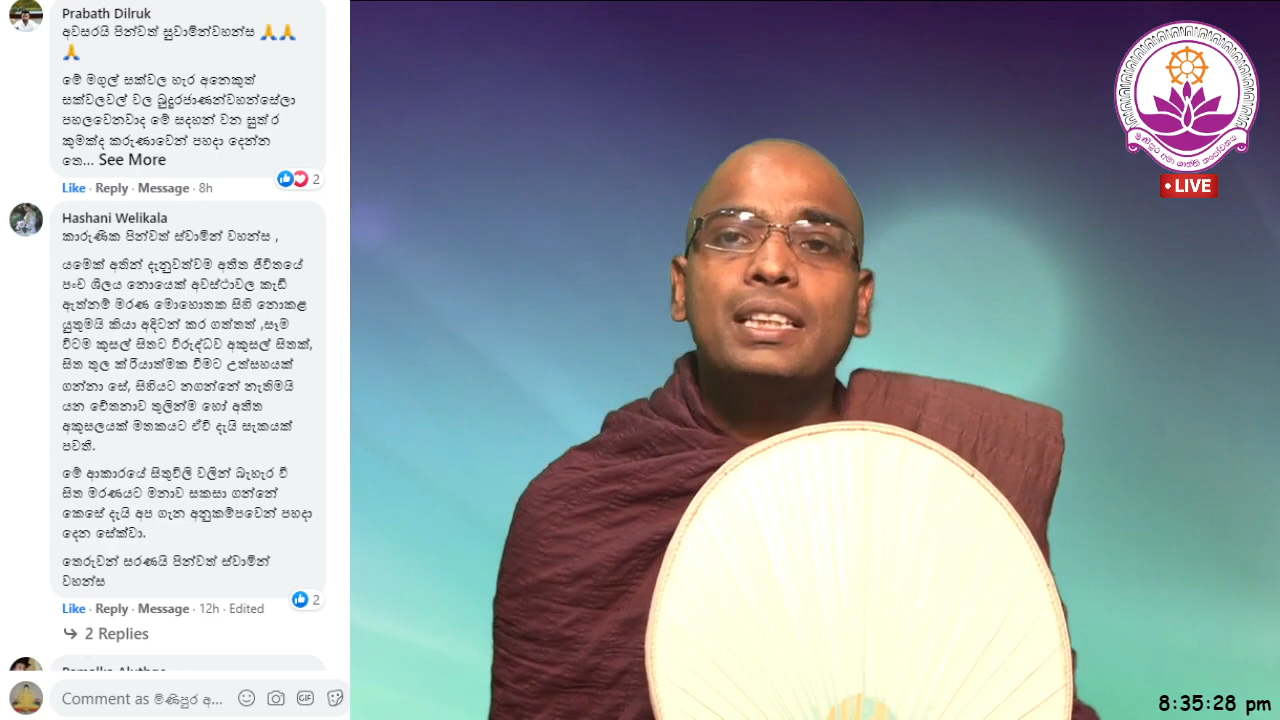 Prabath Dilruk
අවසරයි පින්වත් සුවාමින්වහන්ස 🙏🙏
🙏
මේ මගුල් සක්වල හැර අනෙකුත්
සක්වලවල් වල බුදුරජාණන්වහන්සේලා
පහලවෙනවාද මේ සදහන් වන සුත්‍ර
කුමක්ද කරුණාවෙන් පහදා දෙන්න
තෙ... See More
Like · Reply · Message · 8h
2
Hashani Welikala
කාරුණික පින්වත් ස්වාමින් වහන්ස ,
යමෙක් අතින් දැනුවත්වම අතීත ජීවිතයේ
පංච ශීලය නොයෙක් අවස්ථාවල කැඩී
ඇත්නම් මරණ මොහොතක සිහි නොකළ
යුතුමයි කියා අදිටන් කර ගත්තත් ,සෑම
විටම කුසල් සිතට විරුද්ධව අකුසල් සිතක්,
සිත තුල ක්‍රියාත්මක වීමට උත්සහයක්
ගන්නා සේ, සිහියට නගන්නේ නැතිමයි
යන චේතනාව තුලින්ම හෝ අතීත
අකුසලයක් මතකයට ඒවි දැයි සැකයක්
පවතී.
මේ ආකාරයේ සිතුවිලි වලින් බැහැර වී
සිත මරණයට මනාව සකසා ගන්නේ
කෙසේ දැයි අප ගැන අනුකම්පවෙන් පහදා
දෙන සේක්වා.
තෙරුවන් සරණයි පින්වත් ස්වාමින්
වහන්ස
Like · Reply · Message · 12h · Edited
2
2 Replies
Comment as මිණිපුර අ...
GIF
• LIVE
8:35:28 pm